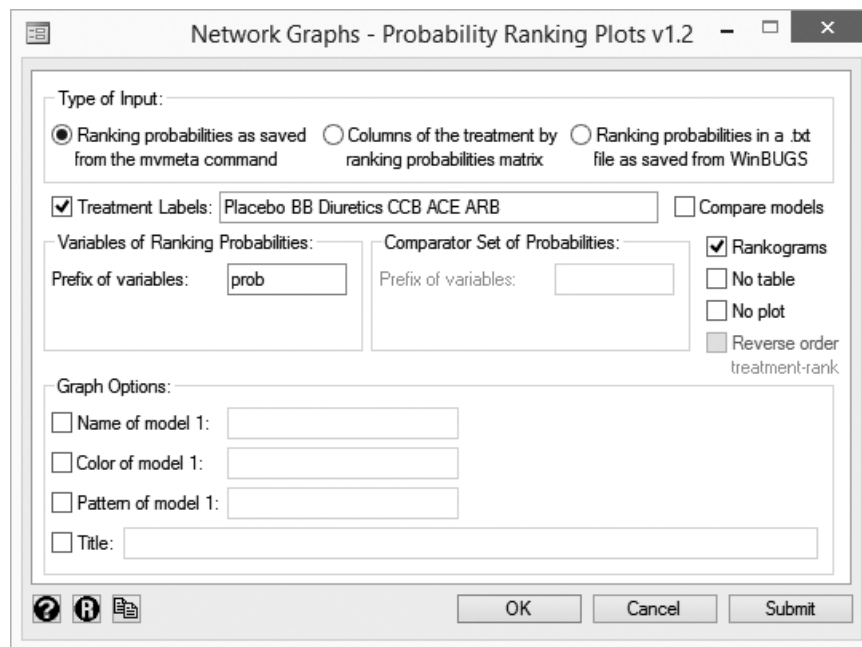 Network Graphs - Probability Ranking Plots v1.2
Type of Input:
Ranking probabilities as saved
from the mvmeta command
Columns of the treatment by
ranking probabilities matrix
Ranking probabilities in a .txt
file as saved from WinBUGS
Treatment Labels: Placebo BB Diuretics CCB ACE ARB
Compare models
Variables of Ranking Probabilities:
Prefix of variables: prob
Comparator Set of Probabilities:
Prefix of variables:
Rankograms
No table
No plot
Reverse order
treatment-rank
Graph Options:
Name of model 1:
Color of model 1:
Pattern of model 1:
Title:
? R
OK Cancel Submit